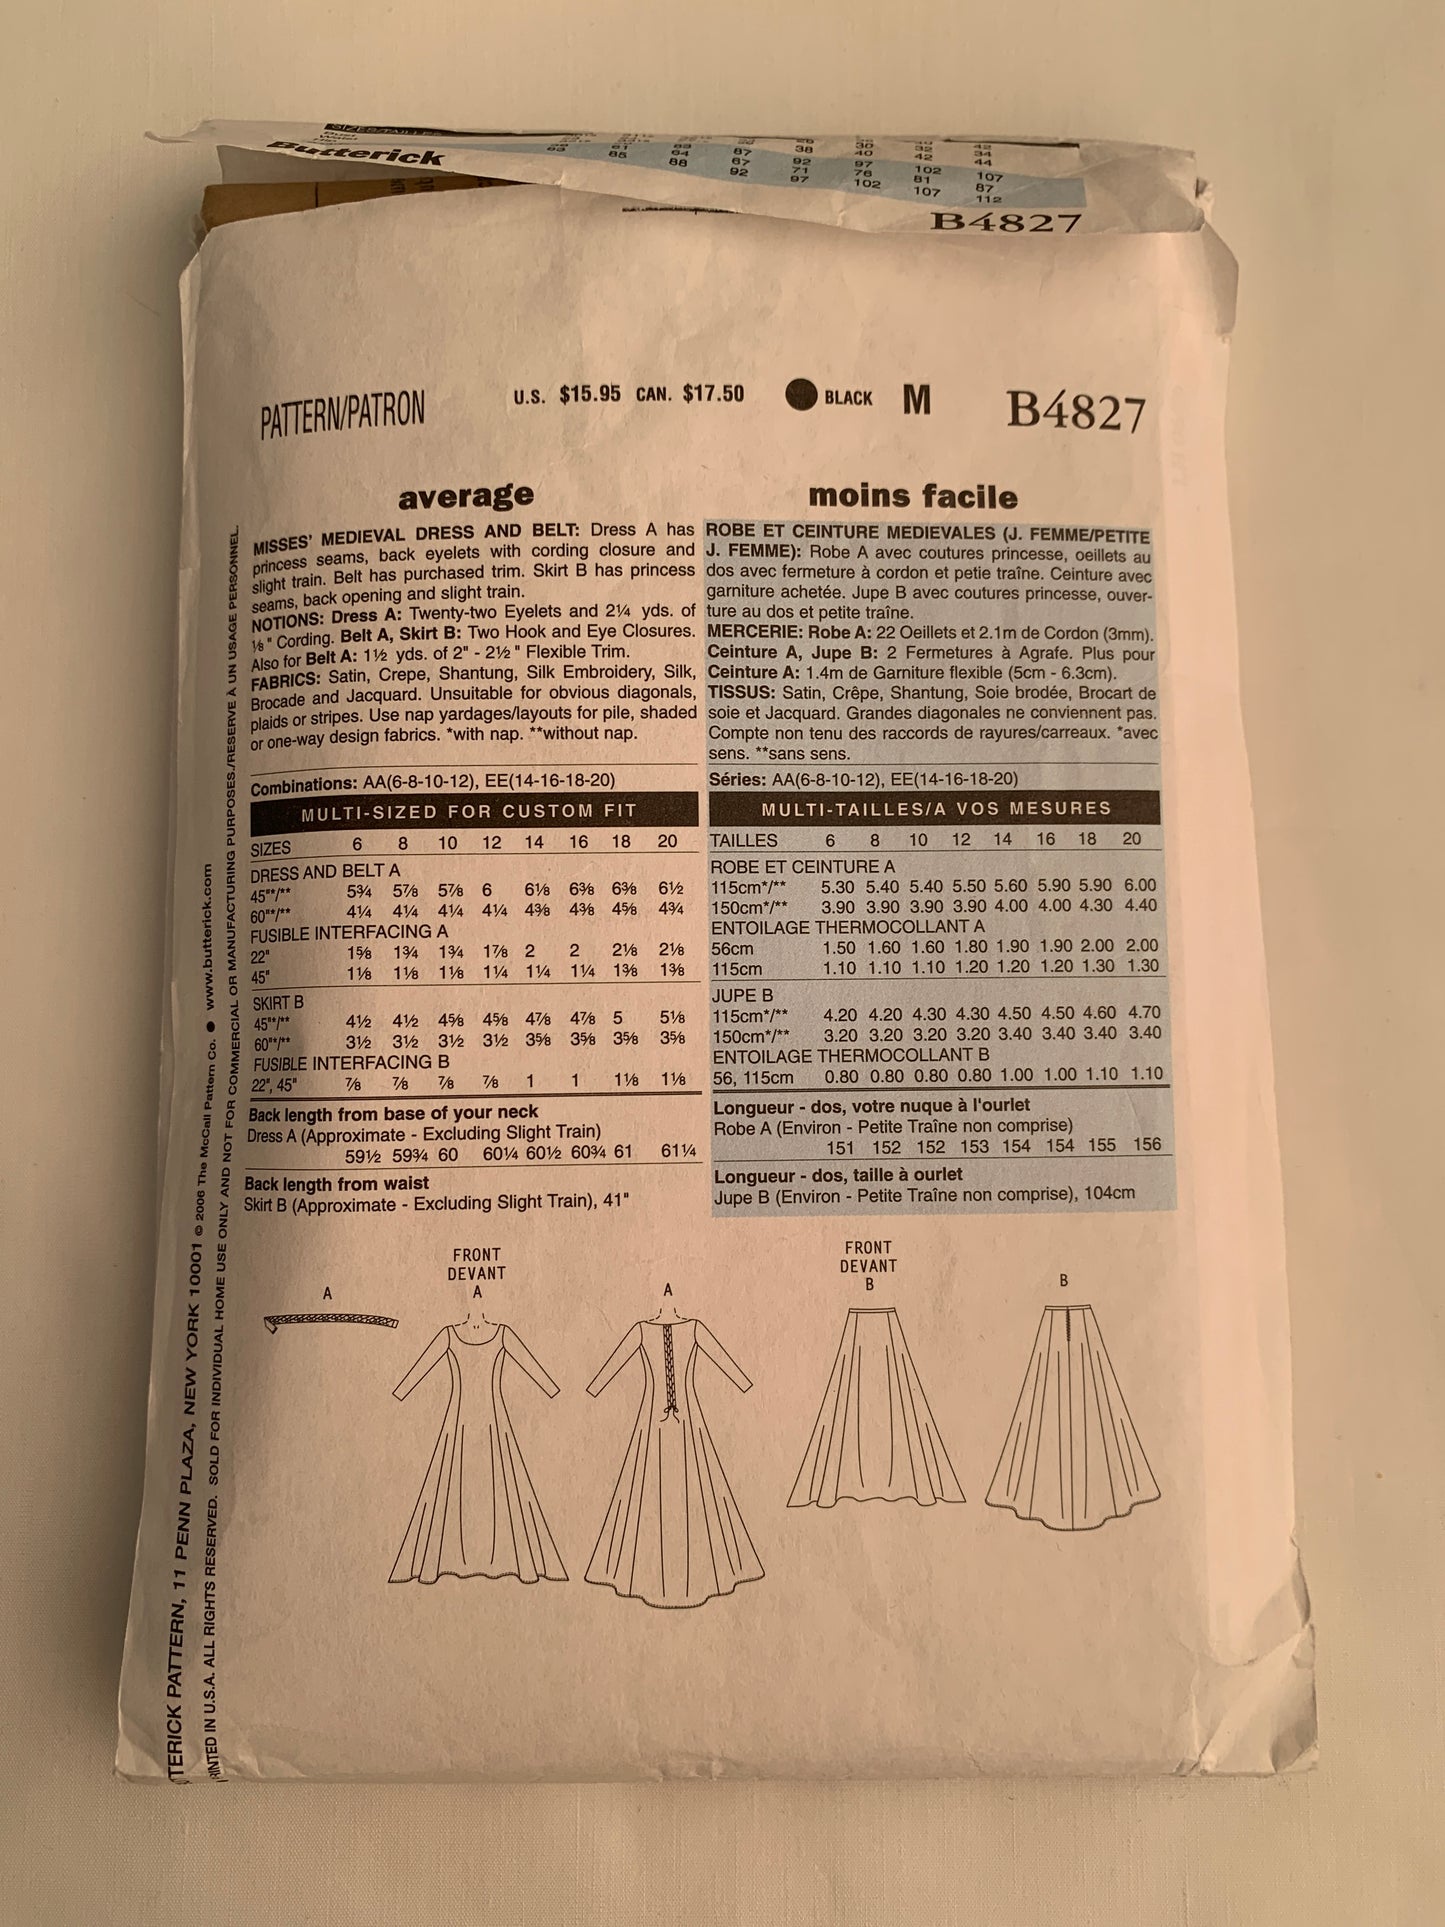 Butterick
87 38 40 42 44
85 64 67 92 97 102 107
88 92 71 76 81 87
97 102 107 112
B4827
PATTERN/PATRON
U.S. $15.95 CAN. $17.50
BLACK M
B4827
average
MISSES' MEDIEVAL DRESS AND BELT: Dress A has
princess seams, back eyelets with cording closure and
slight train. Belt has purchased trim. Skirt B has princess
seams, back opening and slight train.
NOTIONS: Dress A: Twenty-two Eyelets and 2¼ yds. of
⅛" Cording. Belt A, Skirt B: Two Hook and Eye Closures.
Also for Belt A: 1½ yds. of 2" - 2½" Flexible Trim.
FABRICS: Satin, Crepe, Shantung, Silk Embroidery, Silk,
Brocade and Jacquard. Unsuitable for obvious diagonals,
plaids or stripes. Use nap yardages/layouts for pile, shaded
or one-way design fabrics. *with nap. **without nap.
Combinations: AA(6-8-10-12), EE(14-16-18-20)
MULTI-SIZED FOR CUSTOM FIT
SIZES 6 8 10 12 14 16 18 20
DRESS AND BELT A
45"*/** 5¾ 5⅞ 5⅞ 6 6⅛ 6⅜ 6⅜ 6½
60"*/** 4¼ 4¼ 4¼ 4¼ 4⅜ 4⅜ 4⅝ 4¾
FUSIBLE INTERFACING A
22" 1⅝ 1¾ 1¾ 1⅞ 2 2 2⅛ 2⅛
45" 1⅛ 1⅛ 1⅛ 1¼ 1¼ 1¼ 1⅜ 1⅜
SKIRT B
45"*/** 4½ 4½ 4⅝ 4⅝ 4⅞ 4⅞ 5 5⅛
60"*/** 3½ 3½ 3½ 3½ 3⅝ 3⅝ 3⅝ 3⅝
FUSIBLE INTERFACING B
22", 45" ⅞ ⅞ ⅞ ⅞ 1 1 1⅛ 1⅛
Back length from base of your neck
Dress A (Approximate - Excluding Slight Train)
59½ 59¾ 60 60¼ 60½ 60¾ 61 61¼
Back length from waist
Skirt B (Approximate - Excluding Slight Train), 41"
moins facile
ROBE ET CEINTURE MEDIEVALES (J. FEMME/PETITE
J. FEMME): Robe A avec coutures princesse, oeillets au
dos avec fermeture à cordon et petie traîne. Ceinture avec
garniture achetée. Jupe B avec coutures princesse, ouver-
ture au dos et petite traîne.
MERCERIE: Robe A: 22 Oeillets et 2.1m de Cordon (3mm).
Ceinture A, Jupe B: 2 Fermetures à Agrafe. Plus pour
Ceinture A: 1.4m de Garniture flexible (5cm - 6.3cm).
TISSUS: Satin, Crêpe, Shantung, Soie brodée, Brocart de
soie et Jacquard. Grandes diagonales ne conviennent pas.
Compte non tenu des raccords de rayures/carreaux. *avec
sens. **sans sens.
Séries: AA(6-8-10-12), EE(14-16-18-20)
MULTI-TAILLES/A VOS MESURES
TAILLES 6 8 10 12 14 16 18 20
ROBE ET CEINTURE A
115cm*/** 5.30 5.40 5.40 5.50 5.60 5.90 5.90 6.00
150cm*/** 3.90 3.90 3.90 3.90 4.00 4.00 4.30 4.40
ENTOILAGE THERMOCOLLANT A
56cm 1.50 1.60 1.60 1.80 1.90 1.90 2.00 2.00
115cm 1.10 1.10 1.10 1.20 1.20 1.20 1.30 1.30
JUPE B
115cm*/** 4.20 4.20 4.30 4.30 4.50 4.50 4.60 4.70
150cm*/** 3.20 3.20 3.20 3.20 3.40 3.40 3.40 3.40
ENTOILAGE THERMOCOLLANT B
56, 115cm 0.80 0.80 0.80 0.80 1.00 1.00 1.10 1.10
Longueur - dos, votre nuque à l'ourlet
Robe A (Environ - Petite Traîne non comprise)
151 152 152 153 154 154 155 156
Longueur - dos, taille à ourlet
Jupe B (Environ - Petite Traîne non comprise), 104cm
A
FRONT
DEVANT
A
A
FRONT
DEVANT
B
B
TERICK PATTERN, 11 PENN PLAZA, NEW YORK 10001 © 2006 The McCall Pattern Co. ● www.butterick.com
RINTED IN U.S.A. ALL RIGHTS RESERVED. SOLD FOR INDIVIDUAL HOME USE ONLY AND NOT FOR COMMERCIAL OR MANUFACTURING PURPOSES./RESERVE À UN USAGE PERSONNEL.